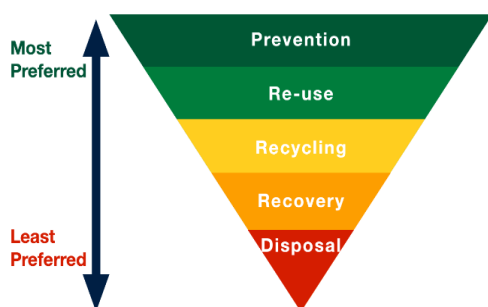 Most
Preferred
Prevention
Re-use
Recycling
Recovery
Least
Preferred
Disposal